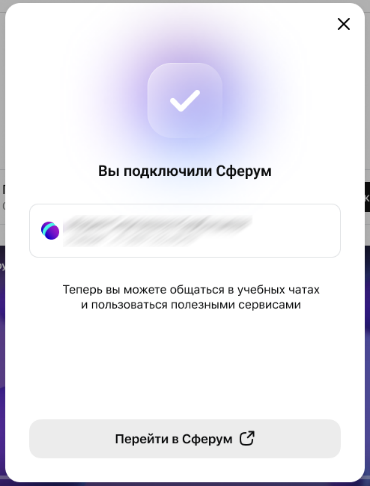 Вы подключили Сферум
Теперь вы можете общаться в учебных чатах
и пользоваться полезными сервисами
Перейти в Сферум